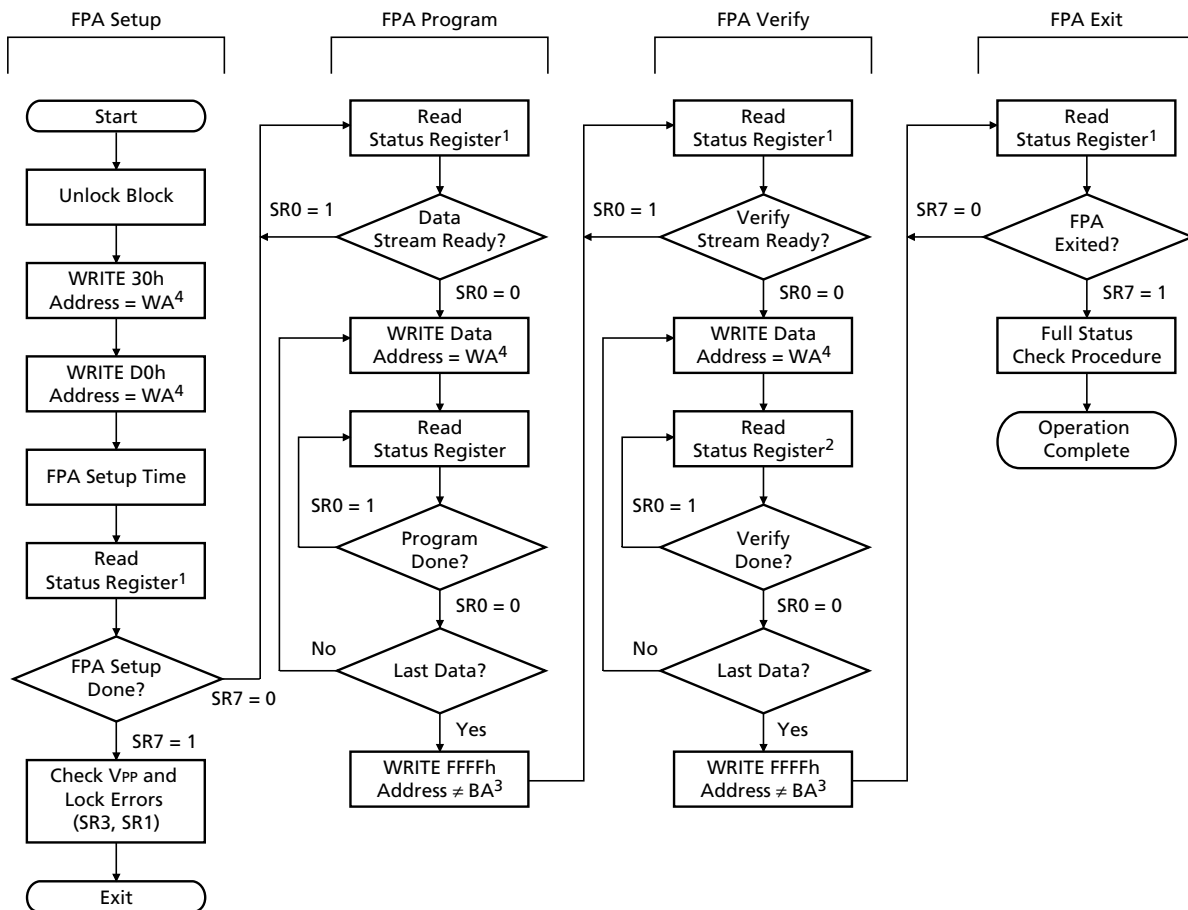 FPA Setup
Start
Unlock Block
WRITE 30h
Address = WA4
WRITE D0h
Address = WA4
FPA Setup Time
Read
Status Register1
FPA Setup
Done?
SR7 = 0
SR7 = 1
Check VPP and
Lock Errors
(SR3, SR1)
Exit
FPA Program
Read
Status Register1
SR0 = 1
Data
Stream Ready?
SR0 = 0
WRITE Data
Address = WA4
Read
Status Register
SR0 = 1
Program
Done?
SR0 = 0
No
Last Data?
Yes
WRITE FFFFh
Address ≠ BA3
FPA Verify
Read
Status Register1
SR0 = 1
Verify
Stream Ready?
SR0 = 0
WRITE Data
Address = WA4
Read
Status Register2
SR0 = 1
Verify
Done?
SR0 = 0
No
Last Data?
Yes
WRITE FFFFh
Address ≠ BA3
FPA Exit
Read
Status Register1
SR7 = 0
FPA
Exited?
SR7 = 1
Full Status
Check Procedure
Operation
Complete